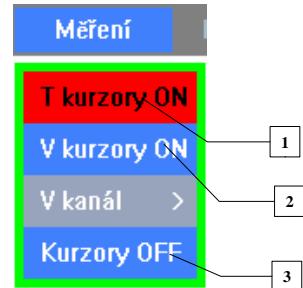 Měření
T kurzory ON
1
V kurzory ON
2
V kanál >
Kurzory OFF
3